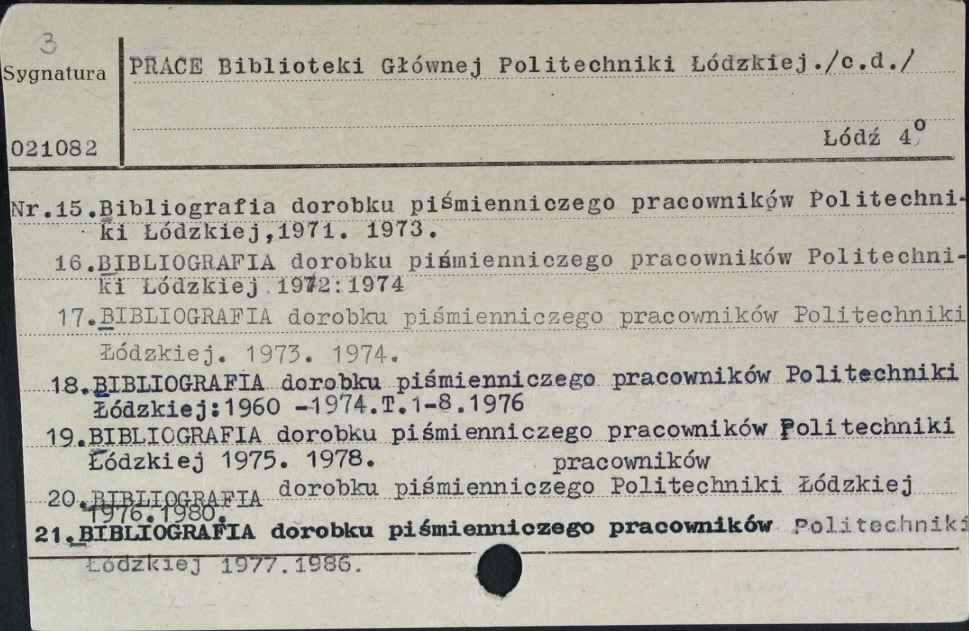 3
Sygnatura
PRACE Biblioteki Głównej Politechniki Łódzkiej./c.d./
Łódź 4o
021082
Nr.15.Bibliografia dorobku piśmienniczego pracowników Politechni-
ki Łódzkiej,1971. 1973.
16.BIBLIOGRAFIA dorobku piśmienniczego pracowników Politechni-
ki Łódzkiej 1972:1974
17.BIBLIOGRAFIA dorobku piśmienniczego pracowników Politechniki
Łódzkiej. 1973. 1974.
18.BIBLIOGRAFIA dorobku piśmienniczego pracowników Politechniki
Łódzkiej:1960 -1974.T.1-8.1976
19.BIBLIOGRAFIA dorobku piśmienniczego pracowników Politechniki
Łódzkiej 1975. 1978.
pracowników
20.BIBLIOGRAFIA dorobku piśmienniczego Politechniki Łódzkiej
1976.1980.
21.BIBLIOGRAFIA dorobku piśmienniczego pracowników Politechniki
Łódzkiej 1977.1986.